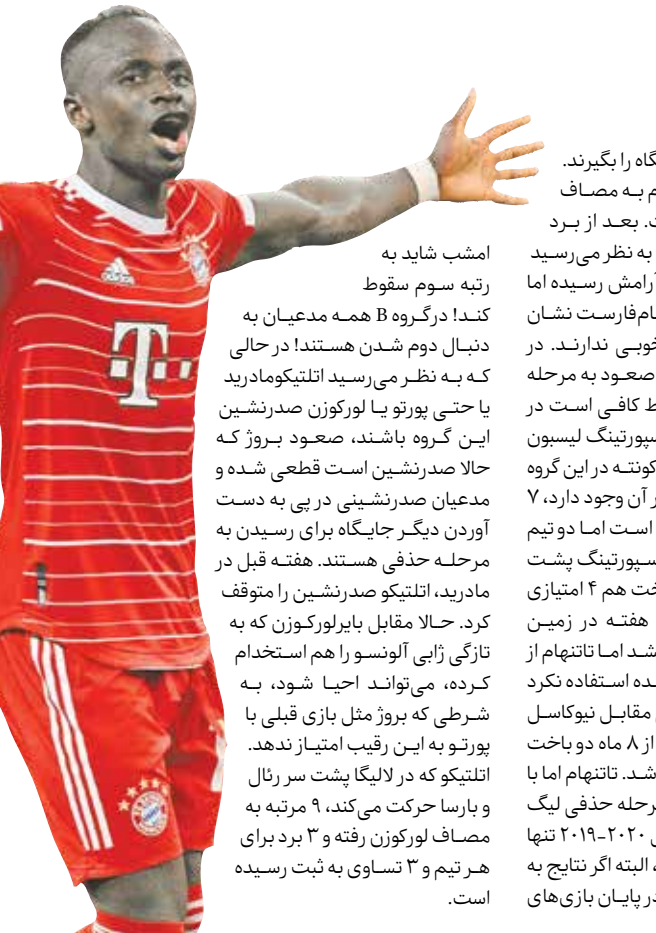 گاه را بگیرند.
م به مصاف
ت. بعد از برد
به نظر می‌رسید
آرامش رسیده اما
ام‌فارست نشان
خوبی ندارند. در
صعود به مرحله
ط کافی است در
سپورتینگ لیسبون
کونته در این گروه
ر آن وجود دارد، ۷
است اما دو تیم
سپورتینگ پشت
خت هم ۴ امتیازی
هفته در زمین
شد اما تاتنهام از
ده استفاده نکرد
مقابل نیوکاسل
از ۸ ماه دو باخت
شد. تاتنهام اما با
رحله حذفی لیگ
۲۰۲۰-۲۰۱۹ تنها
، البته اگر نتایج به
در پایان بازی‌های
امشب شاید به
رتبه سوم سقوط
کند! در گروه B همه مدعیان به
دنبال دوم شدن هستند! در حالی
که به نظر می‌رسید اتلتیکومادرید
یا حتی پورتو یا لورکوزن صدرنشین
این گروه باشند، صعود بروژ که
حالا صدرنشین است قطعی شده و
مدعیان صدرنشینی در پی به دست
آوردن دیگر جایگاه برای رسیدن به
مرحله حذفی هستند. هفته قبل در
مادرید، اتلتیکو صدرنشین را متوقف
کرد. حالا مقابل بایرلورکوزن که به
تازگی ژابی آلونسو را هم استخدام
کرده، می‌تواند احیا شود، به
شرطی که بروژ مثل بازی قبلی با
پورتو به این رقیب امتیاز ندهد.
اتلتیکو که در لالیگا پشت سر رئال
و بارسا حرکت می‌کند، ۹ مرتبه به
مصاف لورکوزن رفته و ۳ برد برای
هر تیم و ۳ تساوی به ثبت رسیده
است.
·T·